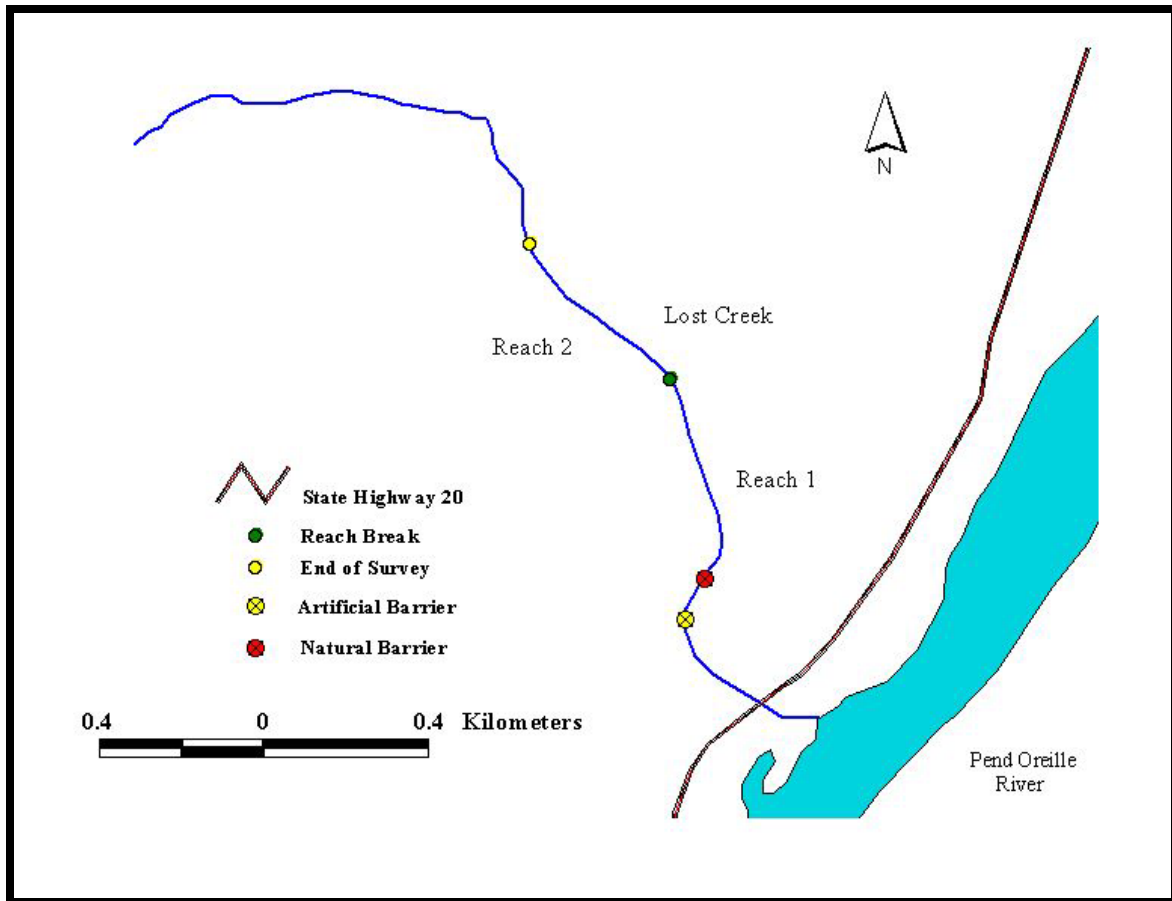 N
Lost Creek
Reach 2
Reach 1
State Highway 20
Reach Break
End of Survey
Artificial Barrier
Natural Barrier
0.4 0 0.4 Kilometers
Pend Oreille
River